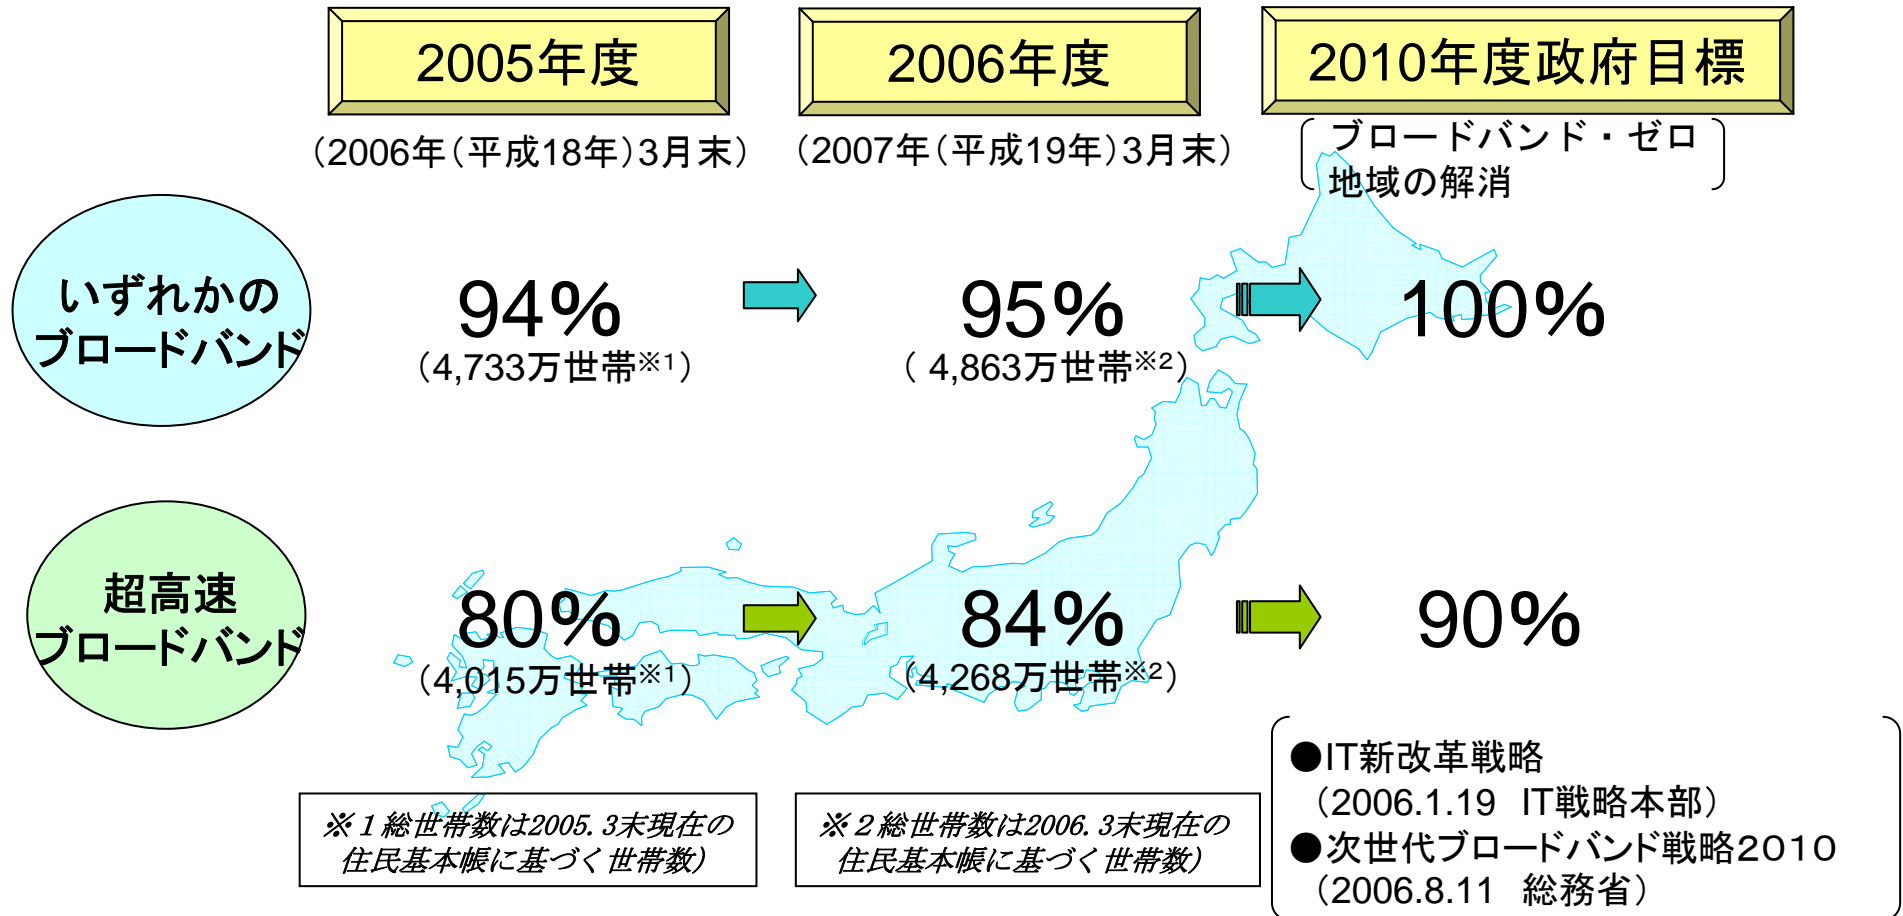 2005年度
2006年度
2010年度政府目標
（2006年（平成18年）3月末）
（2007年（平成19年）3月末）
ブロードバンド・ゼロ
地域の解消
いずれかの
ブロードバンド
94%
（4,733万世帯※1）
95%
（ 4,863万世帯※2）
100%
超高速
ブロードバンド
80%
（4,015万世帯※1）
84%
（4,268万世帯※2）
90%
※１総世帯数は2005.3末現在の
住民基本帳に基づく世帯数）
※２総世帯数は2006.3末現在の
住民基本帳に基づく世帯数）
●IT新改革戦略
（2006.1.19　IT戦略本部）
●次世代ブロードバンド戦略２０１０
（2006.8.11　総務省）